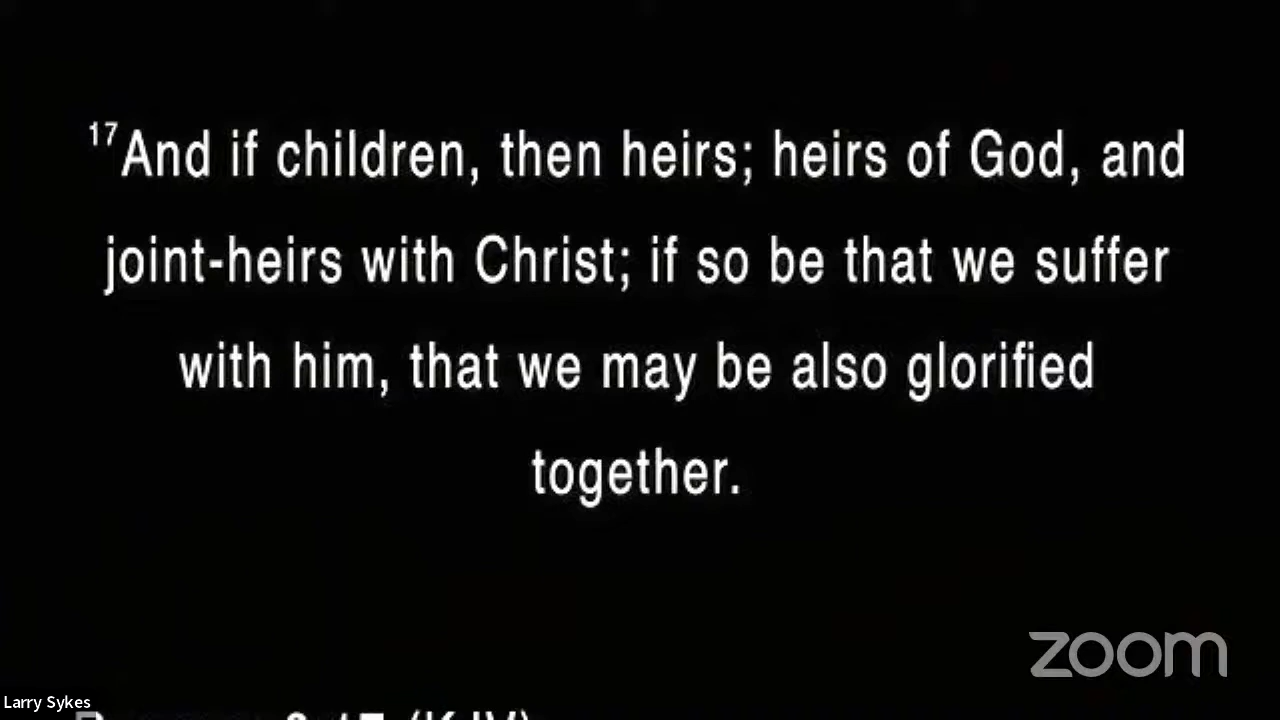 17And if children, then heirs; heirs of God, and
joint-heirs with Christ; if so be that we suffer
with him, that we may be also glorified
together.
zoom
Larry Sykes